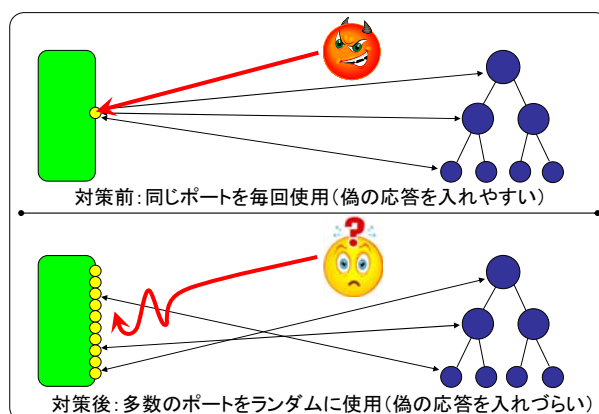 対策前:同じポートを毎回使用(偽の応答を入れやすい)
?
対策後:多数のポートをランダムに使用(偽の応答を入れづらい)